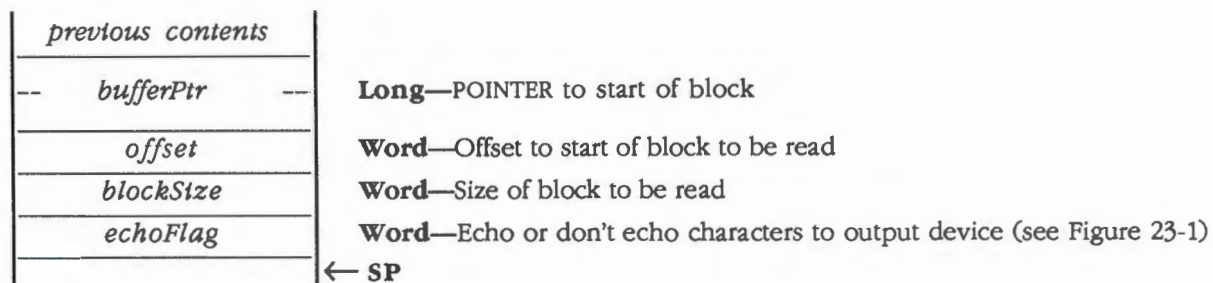 previous contents
-- bufferPtr -- Long—POINTER to start of block
offset Word—Offset to start of block to be read
blockSize Word—Size of block to be read
echoFlag Word—Echo or don't echo characters to output device (see Figure 23-1)
← SP